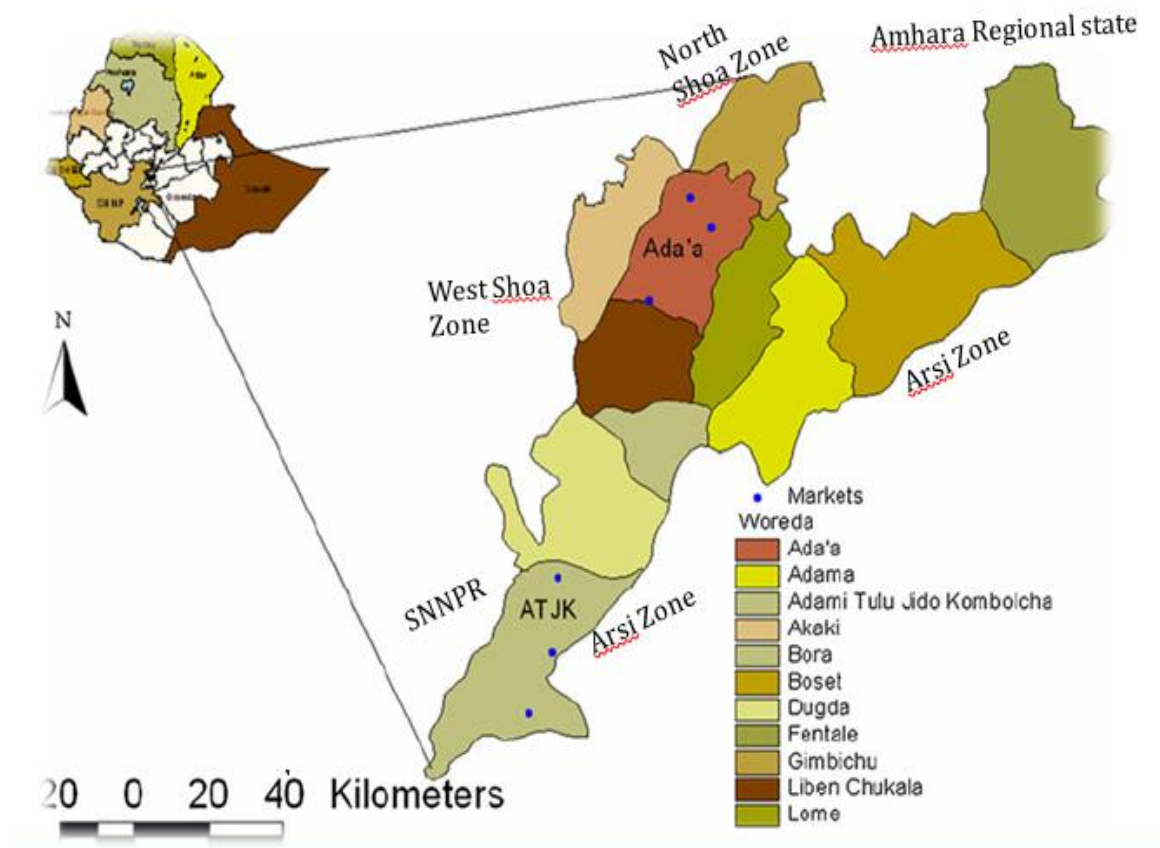 North
Shoa Zone
Amhara Regional state
Ada'a
West Shoa
Zone
N
Arsi Zone
Markets
Woreda
Ada'a
Adama
Adami Tulu Jido Kombolcha
Akaki
Bora
Boset
Dugda
Fentale
Gimbichu
Liben Chukala
Lome
SNNPR
ATJK
Arsi Zone
20 0 20 40 Kilometers